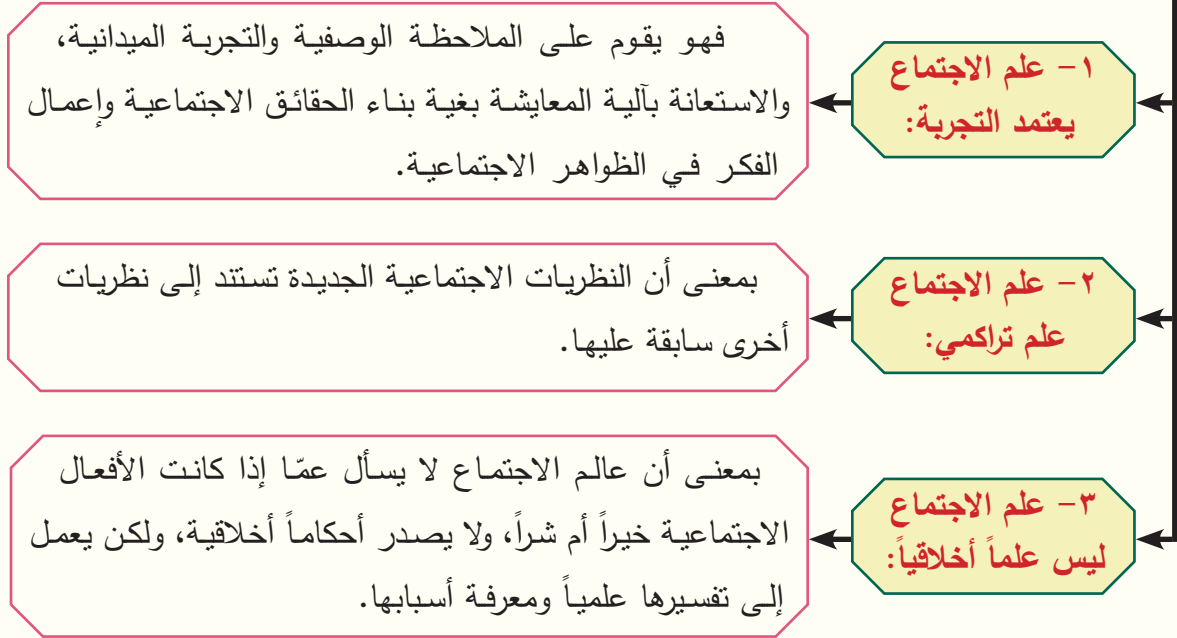 ١- علم الاجتماع
يعتمد التجربة:
فهو يقوم على الملاحظة الوصفية والتجربة الميدانية،
والاستعانة بآلية المعايشة بغية بناء الحقائق الاجتماعية وإعمال
الفكر في الظواهر الاجتماعية.
٢- علم الاجتماع
علم تراكمي:
بمعنى أن النظريات الاجتماعية الجديدة تستند إلى نظريات
أخرى سابقة عليها.
٣- علم الاجتماع
ليس علماً أخلاقياً:
بمعنى أن عالم الاجتماع لا يسأل عمّا إذا كانت الأفعال
الاجتماعية خيراً أم شراً، ولا يصدر أحكاماً أخلاقية، ولكن يعمل
إلى تفسيرها علمياً ومعرفة أسبابها.